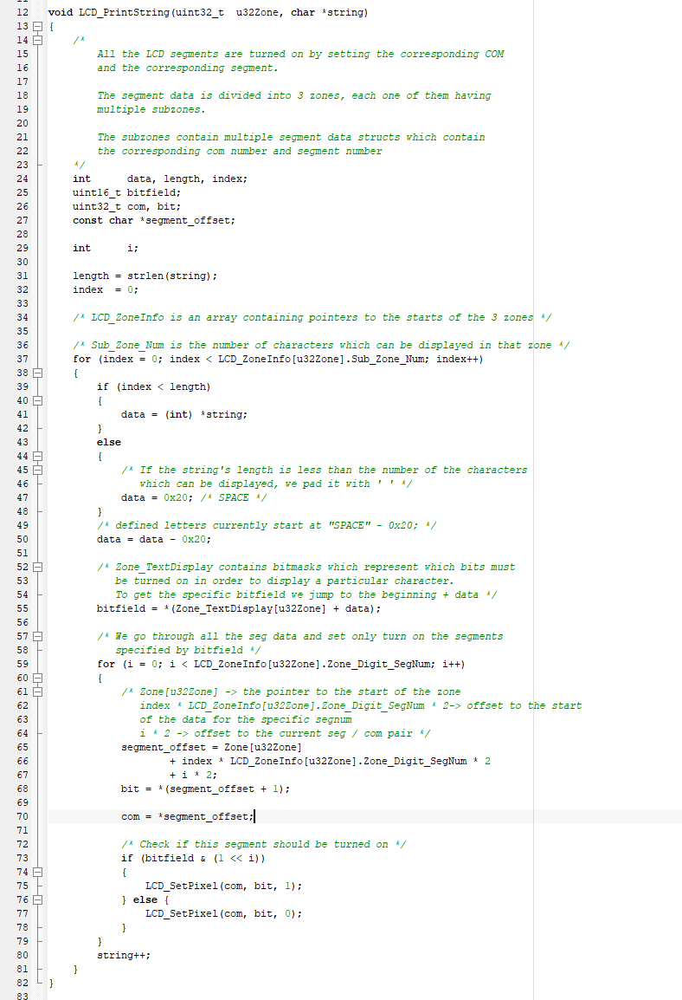 12 void LCD_PrintString(uint32_t  u32Zone, char *string)
13 {
14     /*
15         All the LCD segments are turned on by setting the corresponding COM
16         and the corresponding segment.
17
18         The segment data is divided into 3 zones, each one of them having
19         multiple subzones.
20
21         The subzones contain multiple segment data structs which contain
22         the corresponding com number and segment number
23     */
24     int      data, length, index;
25     uint16_t bitfield;
26     uint32_t com, bit;
27     const char *segment_offset;
28
29     int      i;
30
31     length = strlen(string);
32     index  = 0;
33
34     /* LCD_ZoneInfo is an array containing pointers to the starts of the 3 zones */
35
36     /* Sub_Zone_Num is the number of characters which can be displayed in that zone */
37     for (index = 0; index < LCD_ZoneInfo[u32Zone].Sub_Zone_Num; index++)
38     {
39         if (index < length)
40         {
41             data = (int) *string;
42         }
43         else
44         {
45             /* If the string's length is less than the number of the characters
46                which can be displayed, we pad it with ' ' */
47             data = 0x20; /* SPACE */
48         }
49         /* defined letters currently start at "SPACE" - 0x20; */
50         data = data - 0x20;
51
52         /* Zone_TextDisplay contains bitmasks which represent which bits must
53            be turned on in order to display a particular character.
54            To get the specific bitfield we jump to the beginning + data */
55         bitfield = *(Zone_TextDisplay[u32Zone] + data);
56
57         /* We go through all the seg data and set only turn on the segments
58            specified by bitfield */
59         for (i = 0; i < LCD_ZoneInfo[u32Zone].Zone_Digit_SegNum; i++)
60         {
61             /* Zone[u32Zone] -> the pointer to the start of the zone
62                index * LCD_ZoneInfo[u32Zone].Zone_Digit_SegNum * 2-> offset to the start
63                of the data for the specific segnum
64                i * 2 -> offset to the current seg / com pair */
65             segment_offset = Zone[u32Zone]
66                     + index * LCD_ZoneInfo[u32Zone].Zone_Digit_SegNum * 2
67                     + i * 2;
68             bit = *(segment_offset + 1);
69
70             com = *segment_offset;
71
72             /* Check if this segment should be turned on */
73             if (bitfield & (1 << i))
74             {
75                 LCD_SetPixel(com, bit, 1);
76             } else {
77                 LCD_SetPixel(com, bit, 0);
78             }
79         }
80         string++;
81     }
82 }
83